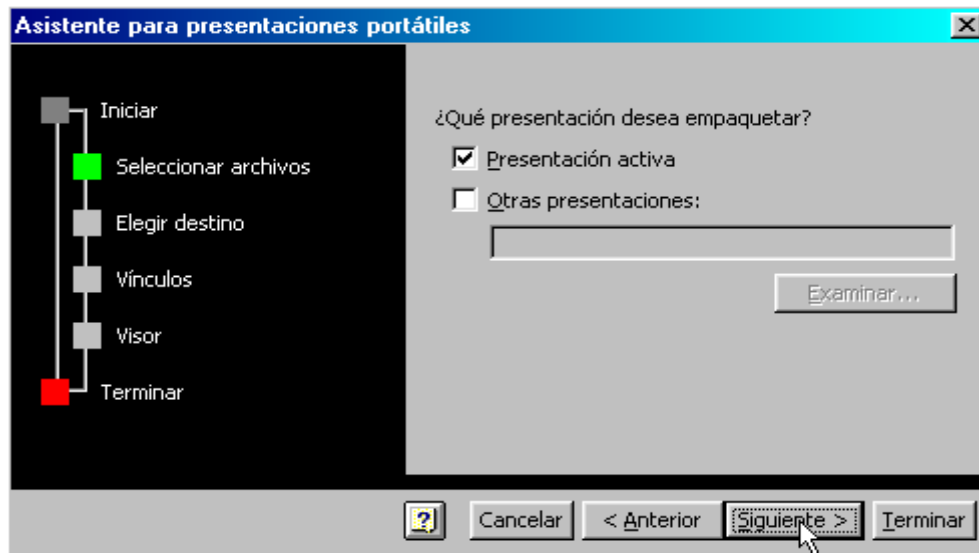 Asistente para presentaciones portátiles
Iniciar
Seleccionar archivos
Elegir destino
Vínculos
Visor
Terminar
¿Qué presentación desea empaquetar?
Presentación activa
Otras presentaciones:
Examinar...
Cancelar
< Anterior
Siguiente >
Terminar